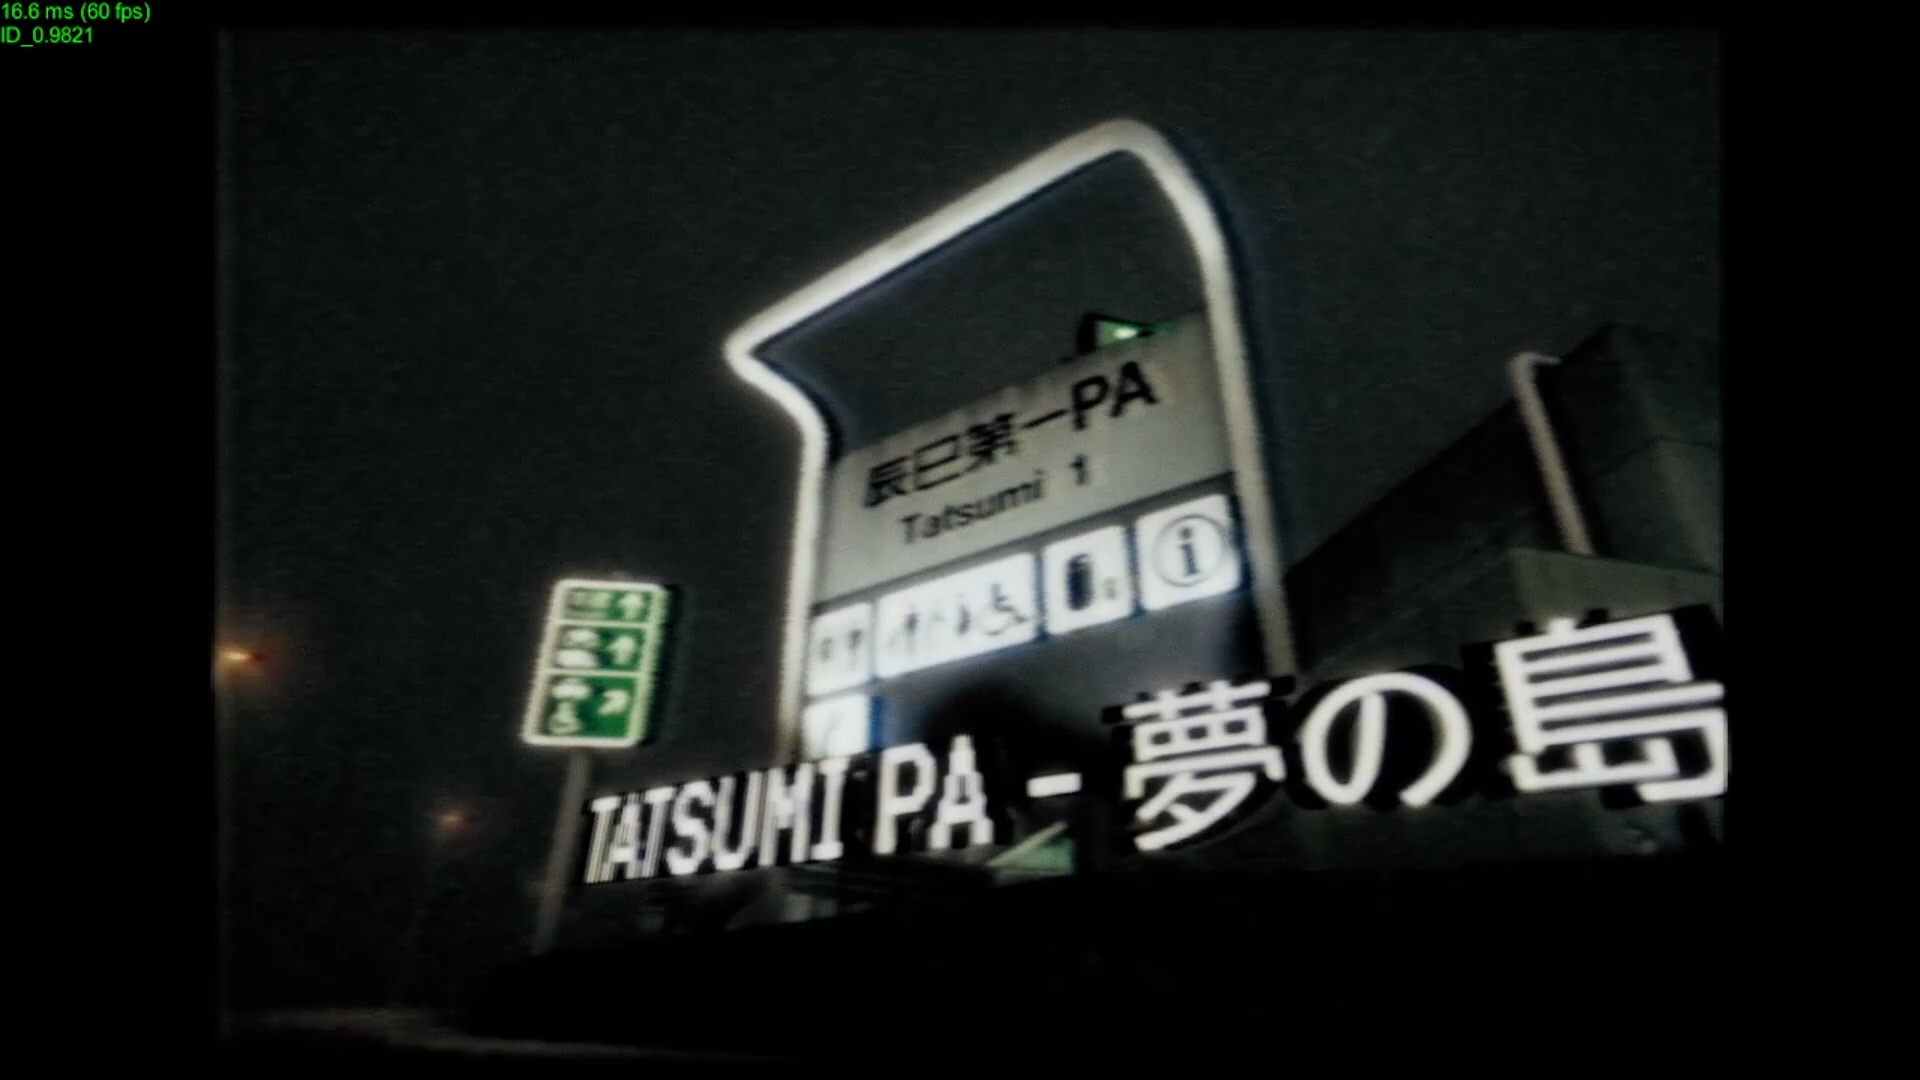 16.6 ms (60 fps)
ID_0.9821
辰巳第一PA
Tatsumi 1
TATSUMI PA - 夢の島